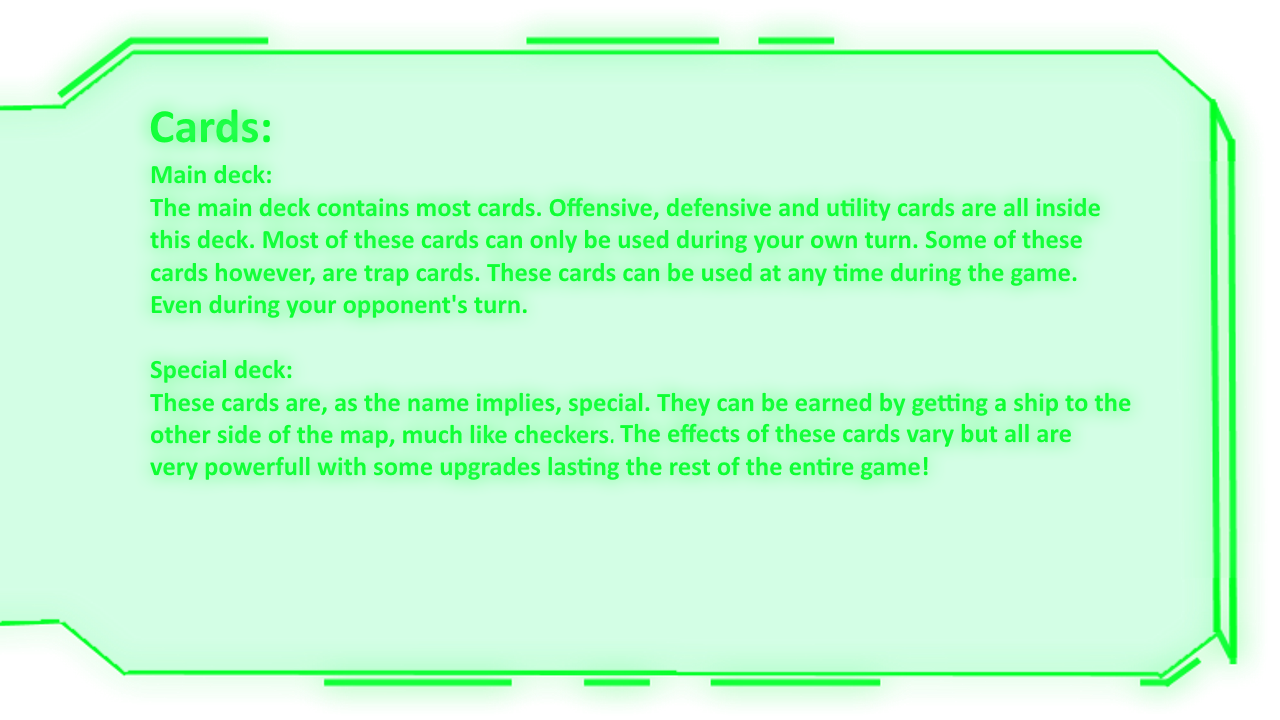 Cards:
Main deck:
The main deck contains most cards. Offensive, defensive and utility cards are all inside
this deck. Most of these cards can only be used during your own turn. Some of these
cards however, are trap cards. These cards can be used at any time during the game.
Even during your opponent's turn.
Special deck:
These cards are, as the name implies, special. They can be earned by getting a ship to the
other side of the map, much like checkers. The effects of these cards vary but all are
very powerfull with some upgrades lasting the rest of the entire game!